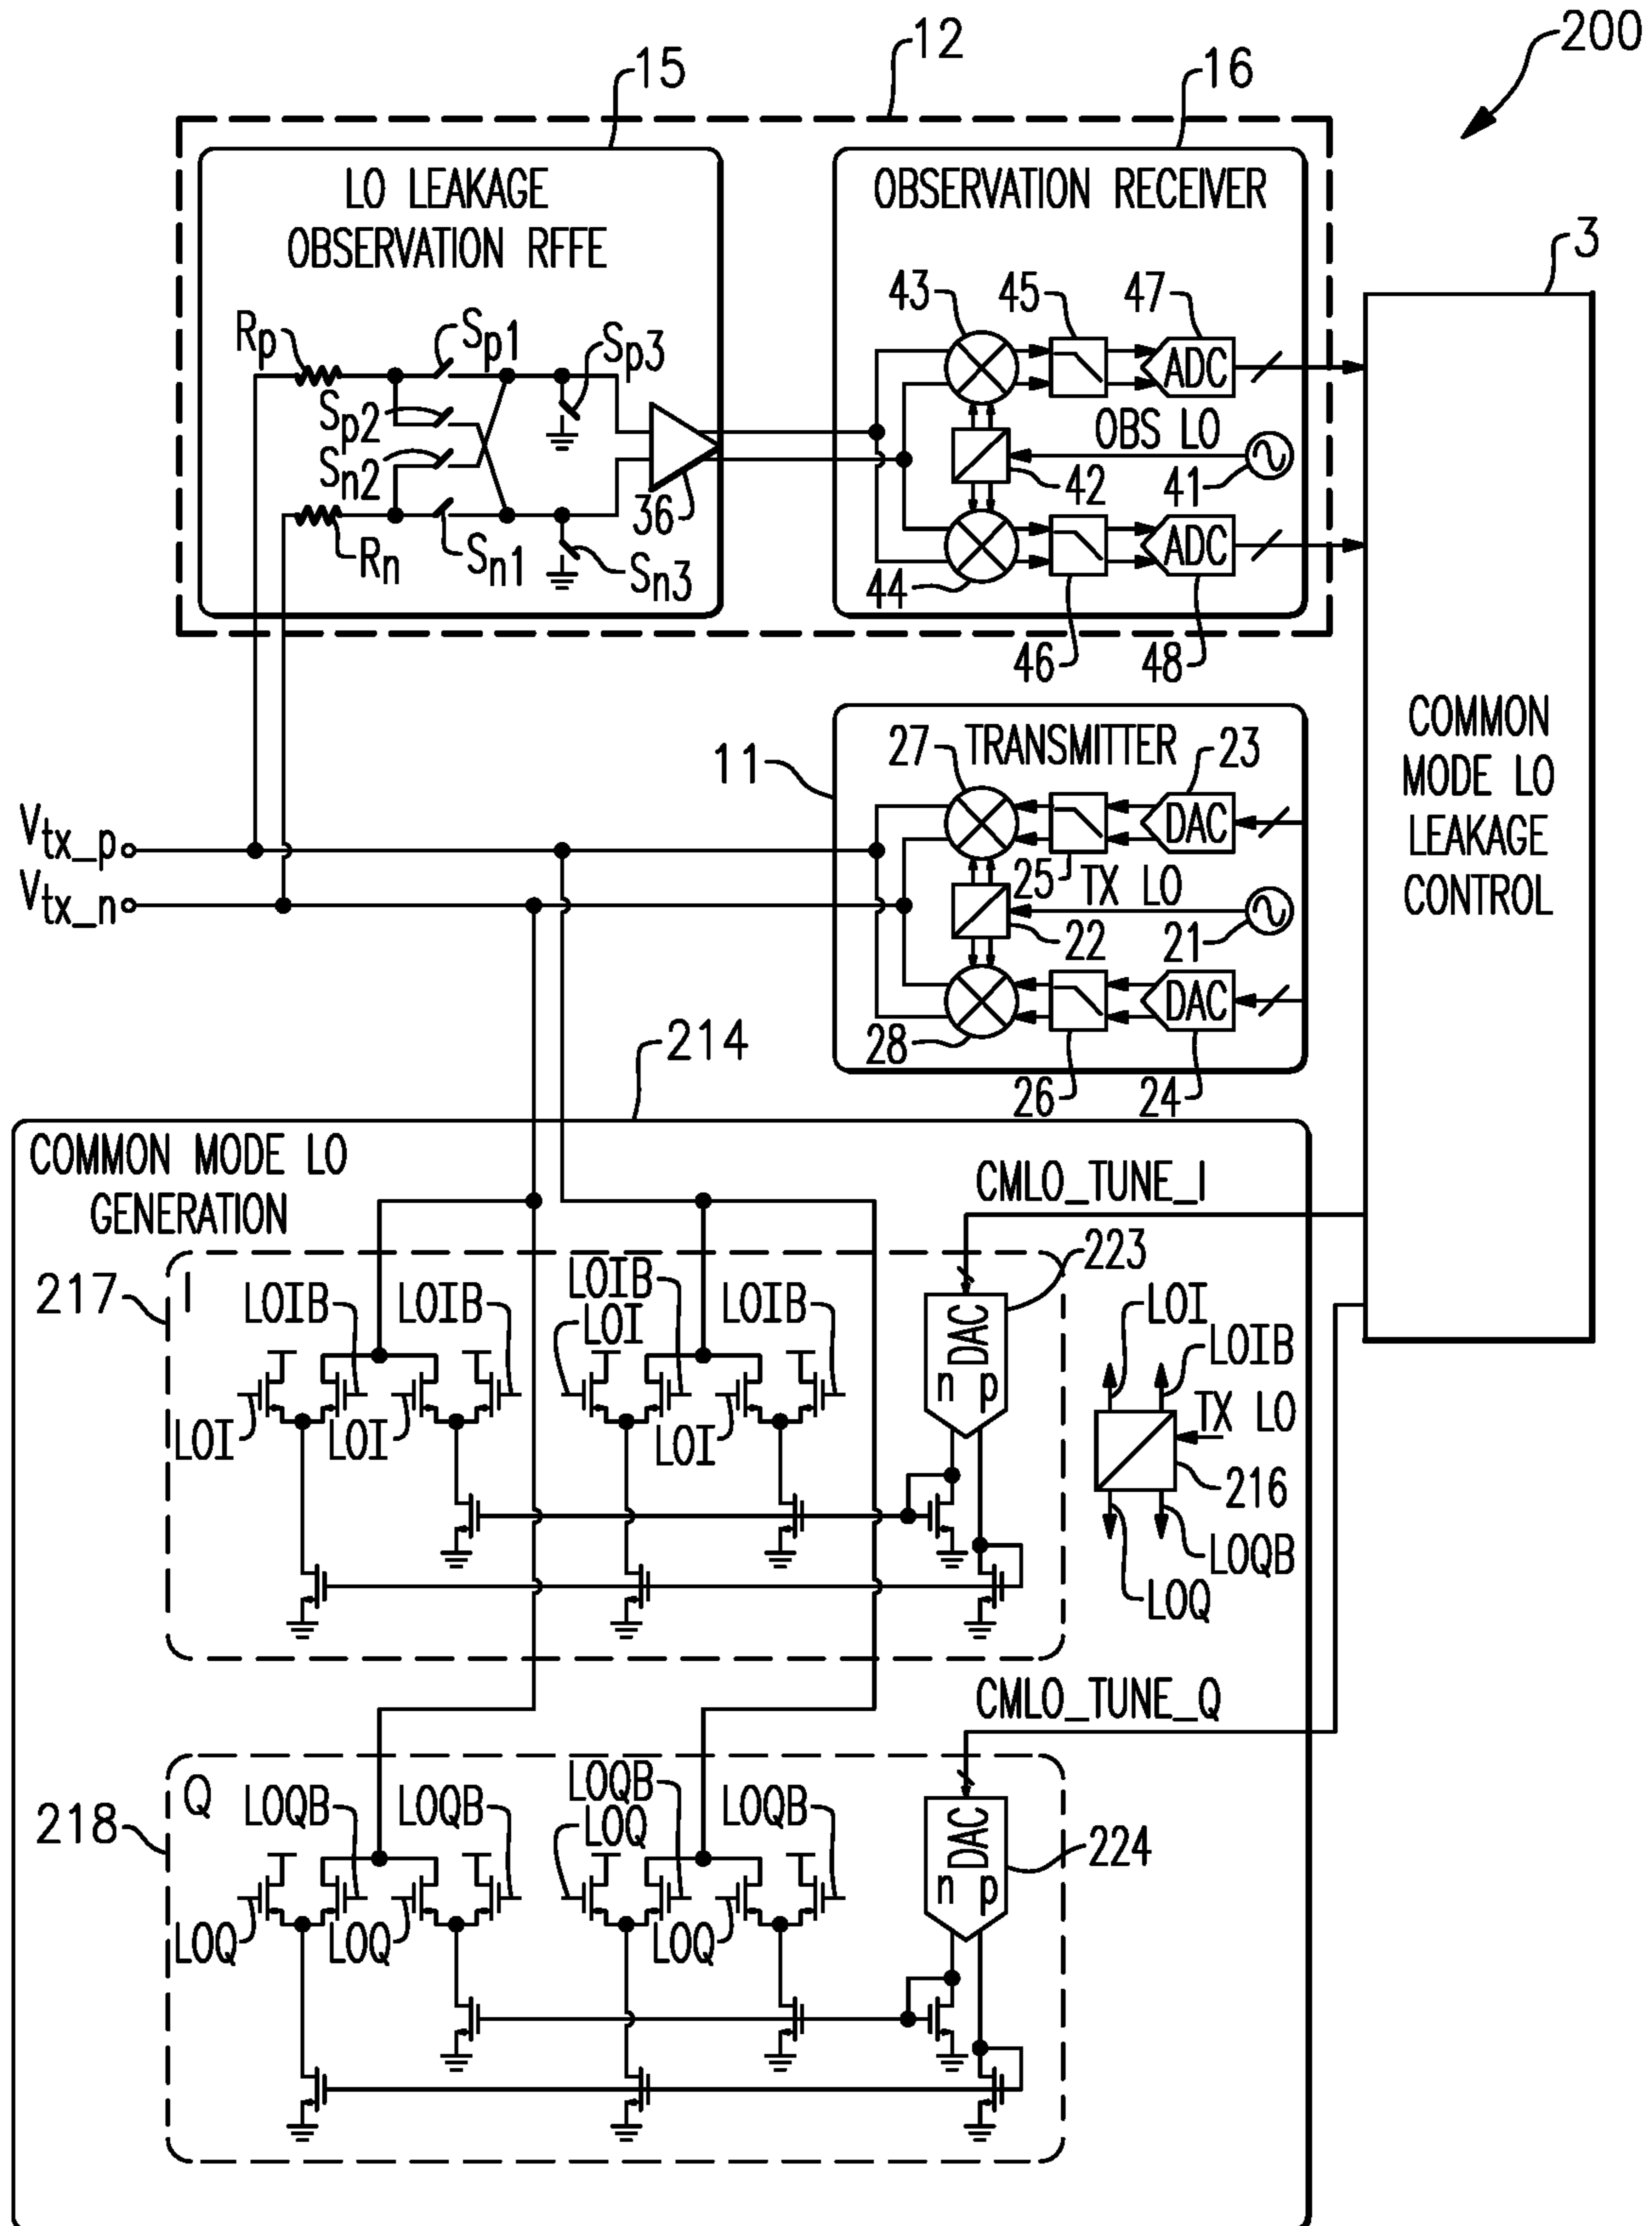 200
12
15
16
LO LEAKAGE
OBSERVATION RFFE
OBSERVATION RECEIVER
3
Rp
Sp1
Sp3
Sp2
Sn2
Rn
Sn1
Sn3
36
43
45
47
ADC
OBS LO
42
41
ADC
44
46
48
COMMON
MODE LO
LEAKAGE
CONTROL
11
27
TRANSMITTER
23
DAC
25
TX LO
22
21
DAC
28
26
24
Vtx_p
Vtx_n
214
COMMON MODE LO
GENERATION
CMLO_TUNE_I
223
217
I
LOIB
LOIB
LOIB
LOI
LOIB
LOI
LOI
LOI
DAC
n p
LOI
LOIB
TX LO
216
LOQB
LOQ
CMLO_TUNE_Q
218
Q
LOQB
LOQB
LOQB
LOQ
LOQB
LOQ
LOQ
LOQ
DAC
n p
224